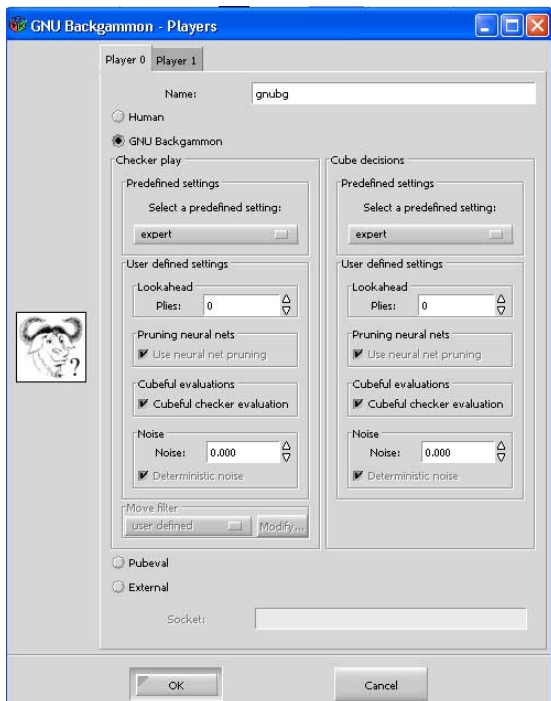 GNU Backgammon - Players
Player 0 Player 1
Name: gnubg
Human
GNU Backgammon
Checker play
Predefined settings
Select a predefined setting:
expert
User defined settings
Lookahead
Plies: 0
Pruning neural nets
Use neural net pruning
Cubeful evaluations
Cubeful checker evaluation
Noise
Noise: 0.000
Deterministic noise
Move filter
user defined Modify...
Cube decisions
Predefined settings
Select a predefined setting:
expert
User defined settings
Lookahead
Plies: 0
Pruning neural nets
Use neural net pruning
Cubeful evaluations
Cubeful checker evaluation
Noise
Noise: 0.000
Deterministic noise
?
Pubeval
External
Socket:
OK Cancel